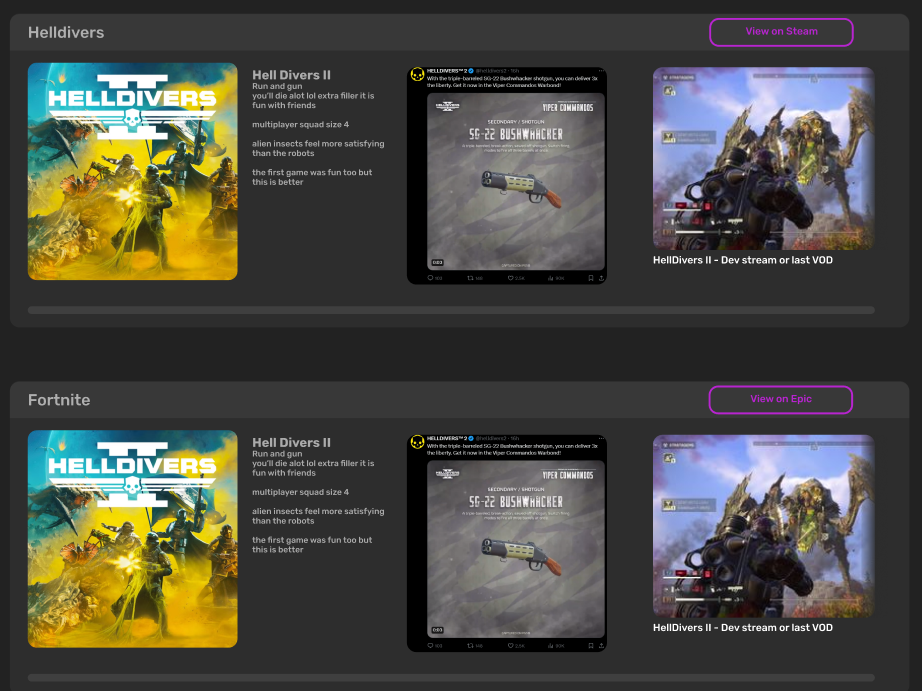 Helldivers
View on Steam
HELLDIVERS
Hell Divers II
Run and gun
you'll die alot lol extra filler it is
fun with friends
multiplayer squad size 4
alien insects feel more satisfying
than the robots
the first game was fun too but
this is better
HELLDIVERS™ 2 @helldivers2 · 16h
With the triple-barreled SG-22 Bushwhacker shotgun, you can deliver 3x
the liberty. Get it now in the Viper Commandos Warbond!
HELLDIVERS
VIPER COMMANDOS
SECONDARY / SHOTGUN
SG-22 BUSHWHACKER
0:03
HellDivers II - Dev stream or last VOD
Fortnite
View on Epic
HELLDIVERS
Hell Divers II
Run and gun
you'll die alot lol extra filler it is
fun with friends
multiplayer squad size 4
alien insects feel more satisfying
than the robots
the first game was fun too but
this is better
HELLDIVERS™ 2 @helldivers2 · 16h
With the triple-barreled SG-22 Bushwhacker shotgun, you can deliver 3x
the liberty. Get it now in the Viper Commandos Warbond!
HELLDIVERS
VIPER COMMANDOS
SECONDARY / SHOTGUN
SG-22 BUSHWHACKER
0:03
HellDivers II - Dev stream or last VOD